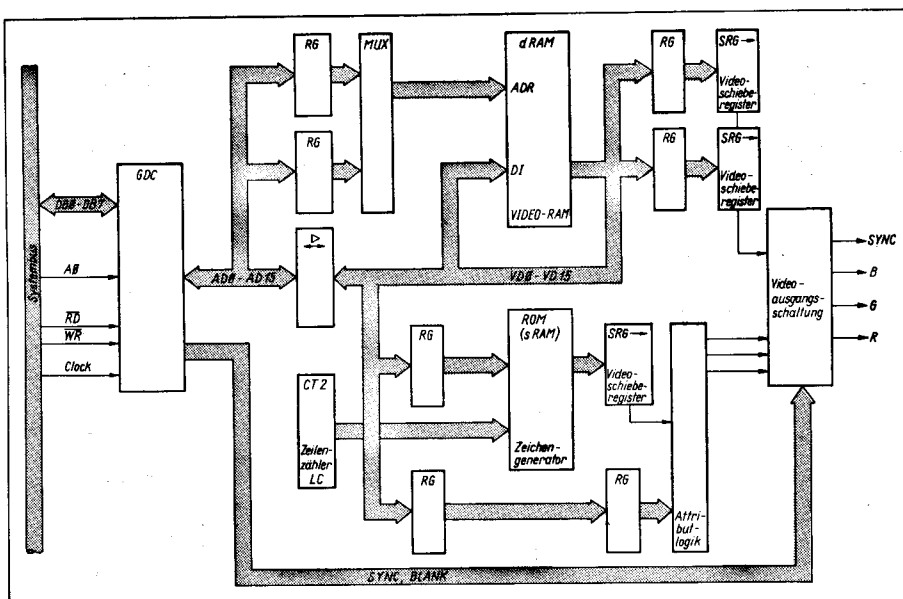 RG
MUX
dRAM
RG
SRG →
ADR
Video-
schiebe-
register
RG
RG
SRG →
GDC
DI
Video-
schiebe-
register
DB0-DB7
VIDEO-RAM
Systembus
SYNC
A0
AD0-AD15
VD0-VD15
Video-
ausgangs-
schaltung
B
G
RD
WR
ROM
(sRAM)
SRG →
R
RG
Clock
Video-
schiebe-
register
CT2
Zeilen-
zähler
LC
Zeichen-
generator
RG
RG
Attri-
but-
logik
SYNC, BLANK